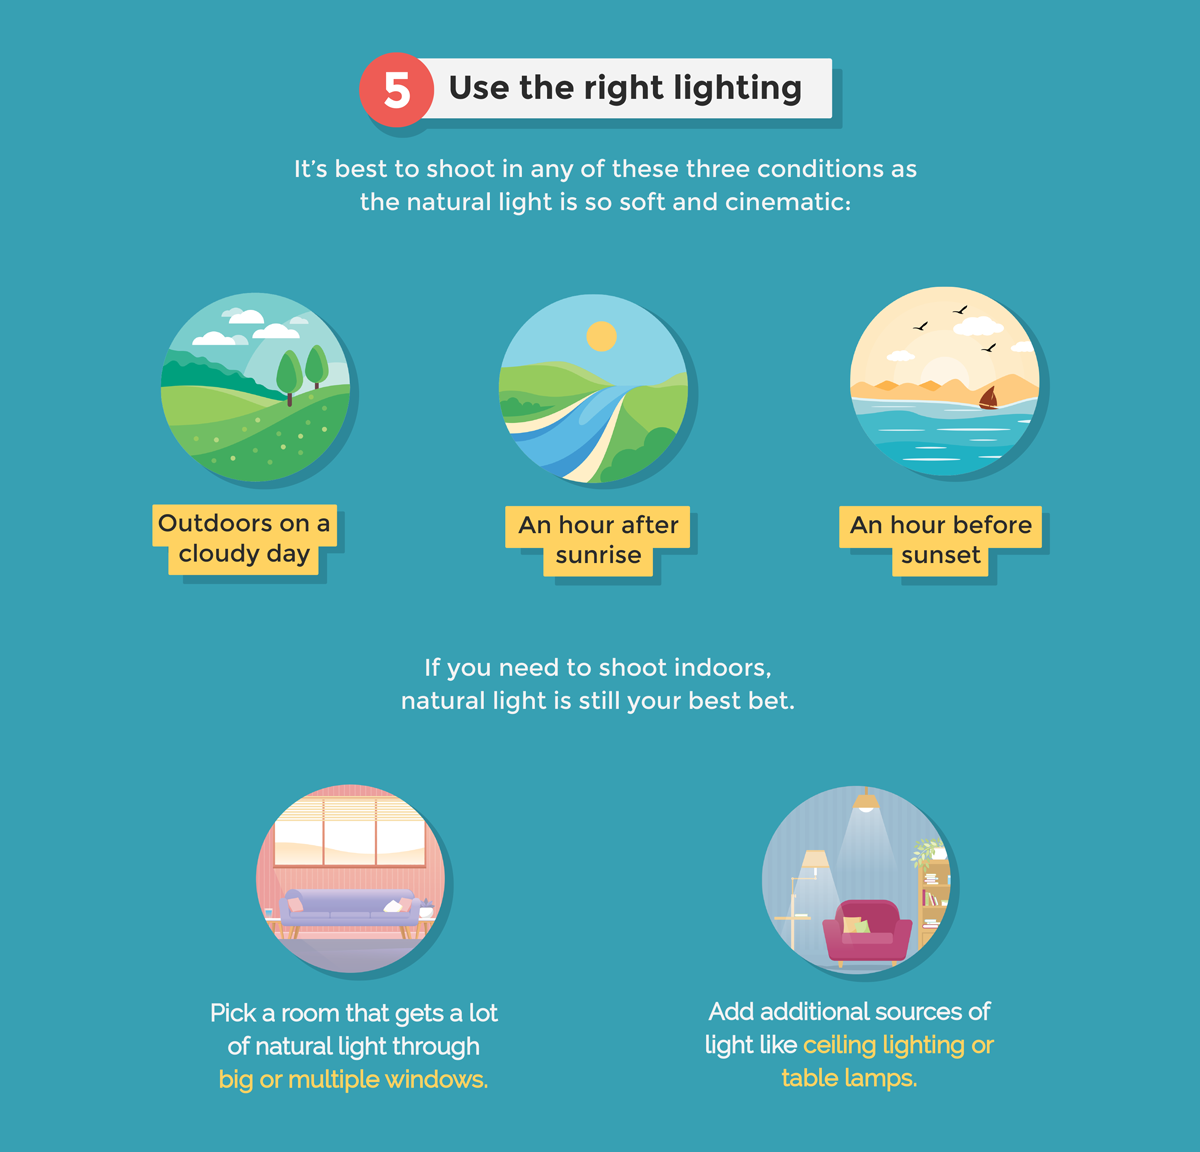 5 Use the right lighting
It’s best to shoot in any of these three conditions as
the natural light is so soft and cinematic:
Outdoors on a
cloudy day
An hour after
sunrise
An hour before
sunset
If you need to shoot indoors,
natural light is still your best bet.
Pick a room that gets a lot
of natural light through
big or multiple windows.
Add additional sources of
light like ceiling lighting or
table lamps.